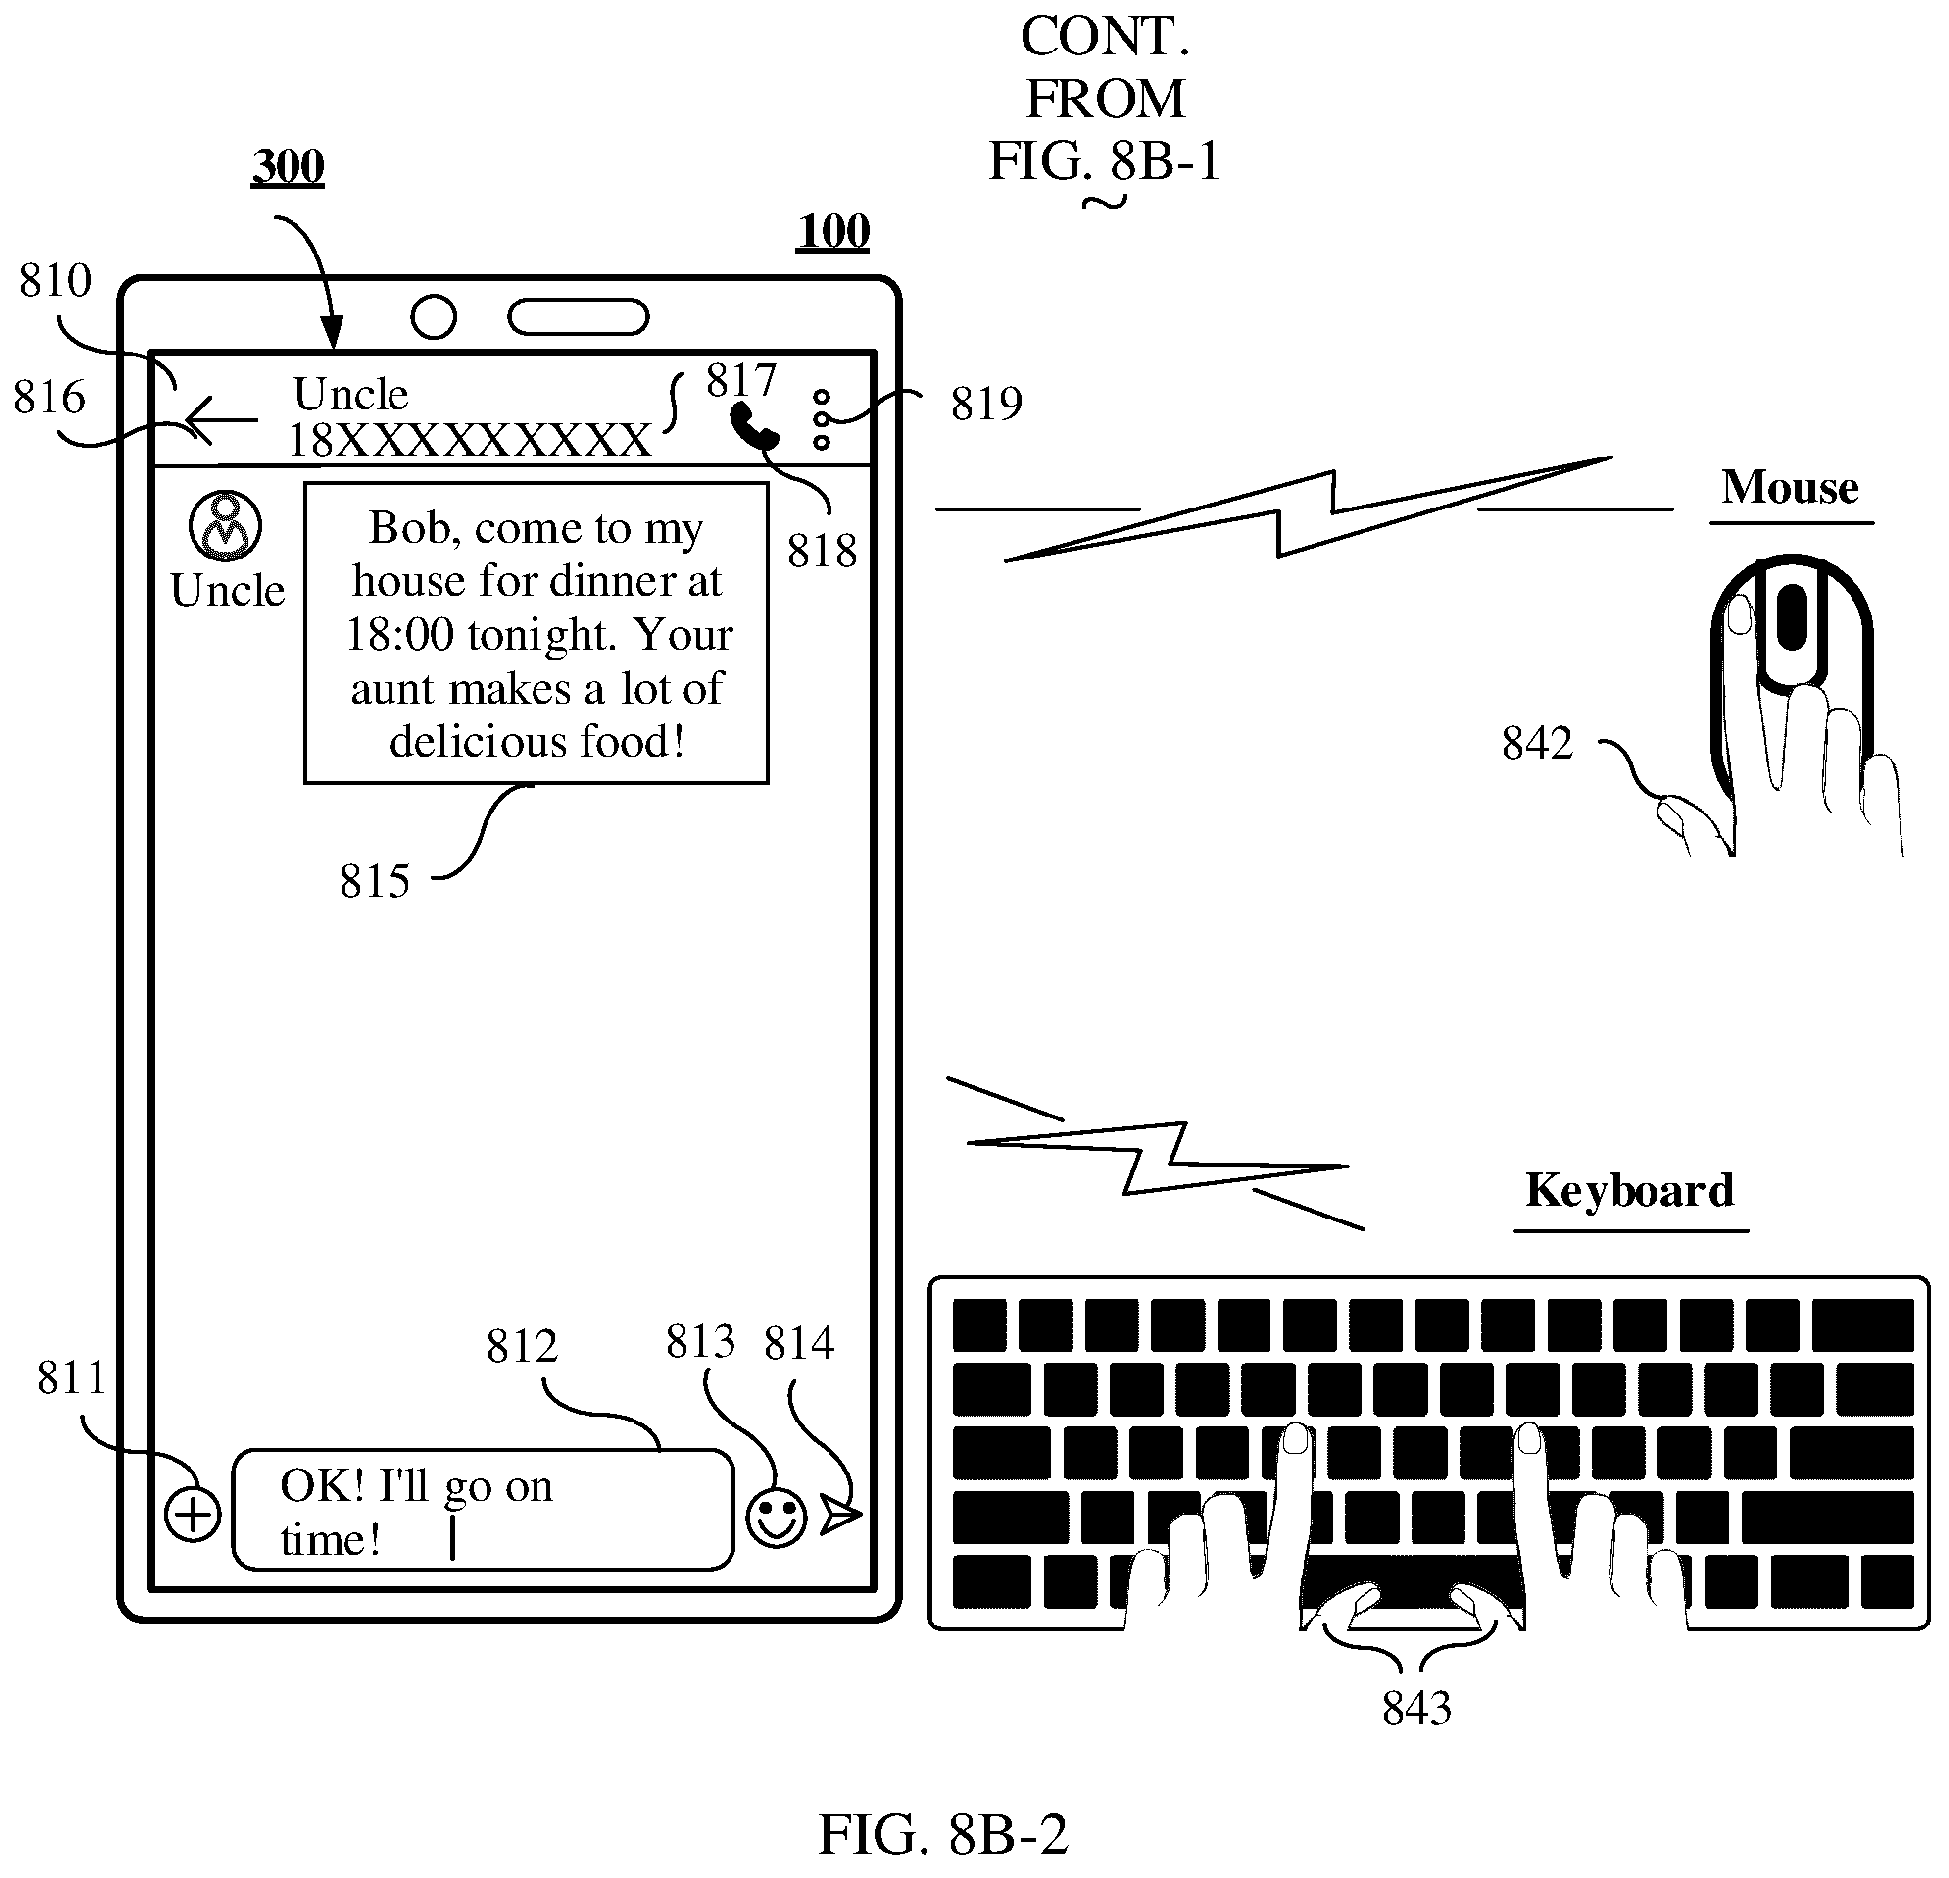 CONT.
FROM
FIG. 8B-1
300
100
810
816
Uncle
817
18XXXXXXXXX
819
818
Uncle
Bob, come to my
house for dinner at
18:00 tonight. Your
aunt makes a lot of
delicious food!
815
Mouse
842
Keyboard
811
812
813
814
OK! I'll go on
time!
843
FIG. 8B-2